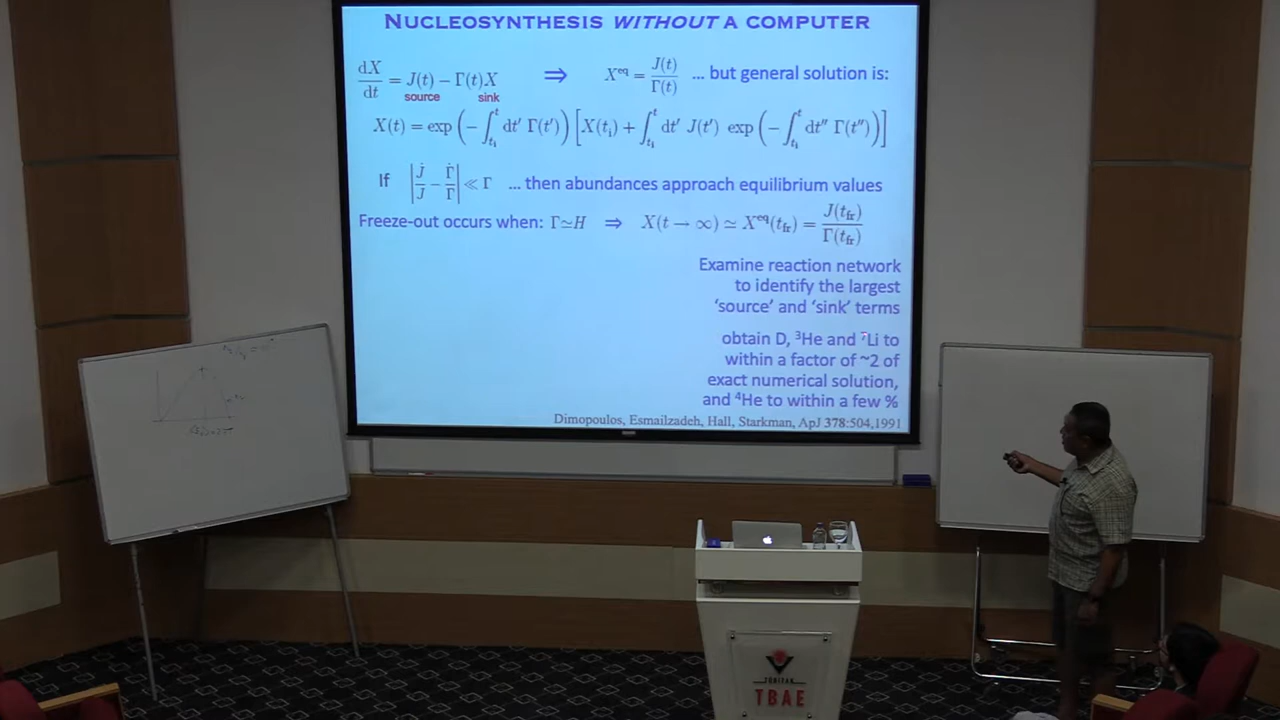 NUCLEOSYNTHESIS WITHOUT A COMPUTER
dX/dt = J(t) − Γ(t)X ⇒ X^eq = J(t)/Γ(t) ... but general solution is:
source sink
X(t) = exp(−∫_{t_i}^{t} dt′ Γ(t′)) [X(t_i) + ∫_{t_i}^{t} dt′ J(t′) exp(−∫_{t_i}^{t} dt″ Γ(t″))]
If |J̇/J − Γ̇/Γ| ≪ Γ ... then abundances approach equilibrium values
Freeze-out occurs when: Γ≃H ⇒ X(t → ∞) ≃ X^eq(t_fr) = J(t_fr)/Γ(t_fr)
Examine reaction network
to identify the largest
'source' and 'sink' terms
obtain D, ³He and ⁷Li to
within a factor of ~2 of
exact numerical solution,
and ⁴He to within a few %
Dimopoulos, Esmailzadeh, Hall, Starkman, ApJ 378:504,1991
TBAE